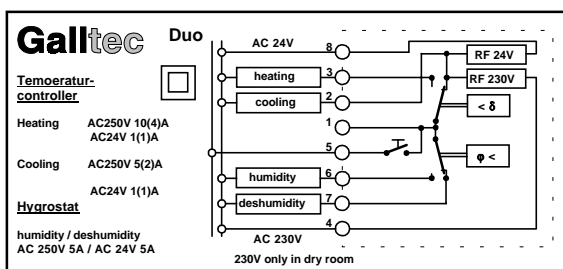 Galltec Duo
Temoeratur-
controller
Heating AC250V 10(4)A
AC24V 1(1)A
Cooling AC250V 5(2)A
AC24V 1(1)A
Hygrostat
humidity / deshumidity
AC 250V 5A / AC 24V 5A
AC 24V 8
heating 3
cooling 2
1
5
humidity 6
deshumidity 7
4
AC 230V
230V only in dry room
RF 24V
RF 230V
< δ
φ <